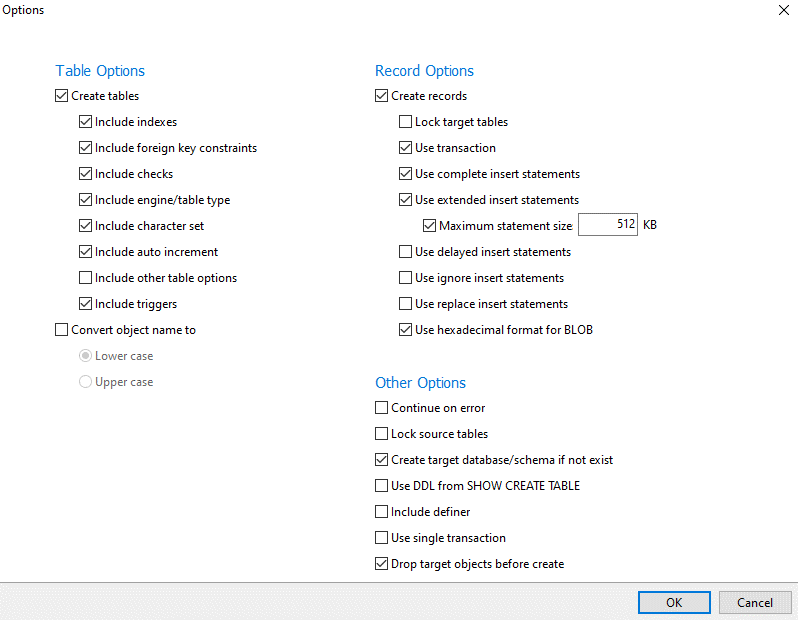 Options
Table Options
Create tables
Include indexes
Include foreign key constraints
Include checks
Include engine/table type
Include character set
Include auto increment
Include other table options
Include triggers
Convert object name to
Lower case
Upper case
Record Options
Create records
Lock target tables
Use transaction
Use complete insert statements
Use extended insert statements
Maximum statement size 512 KB
Use delayed insert statements
Use ignore insert statements
Use replace insert statements
Use hexadecimal format for BLOB
Other Options
Continue on error
Lock source tables
Create target database/schema if not exist
Use DDL from SHOW CREATE TABLE
Include definer
Use single transaction
Drop target objects before create
OK Cancel